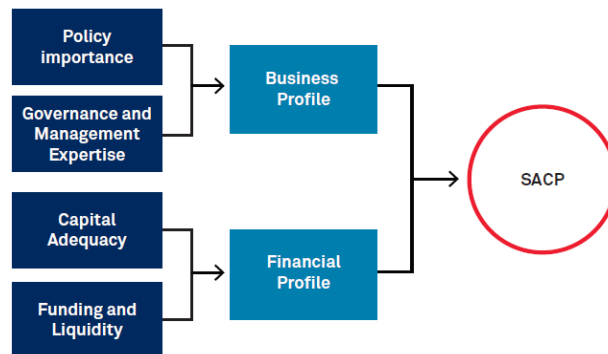 Policy
importance
Governance and
Management
Expertise
Business
Profile
Capital
Adequacy
Funding and
Liquidity
Financial
Profile
SACP